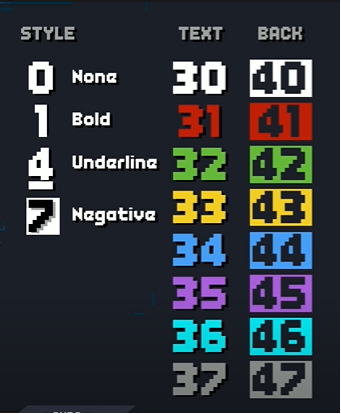 STYLE TEXT BACK
0 None 30 40
1 Bold 31 41
4 Underline 32 42
7 Negative 33 43
34 44
35 45
36 46
37 47